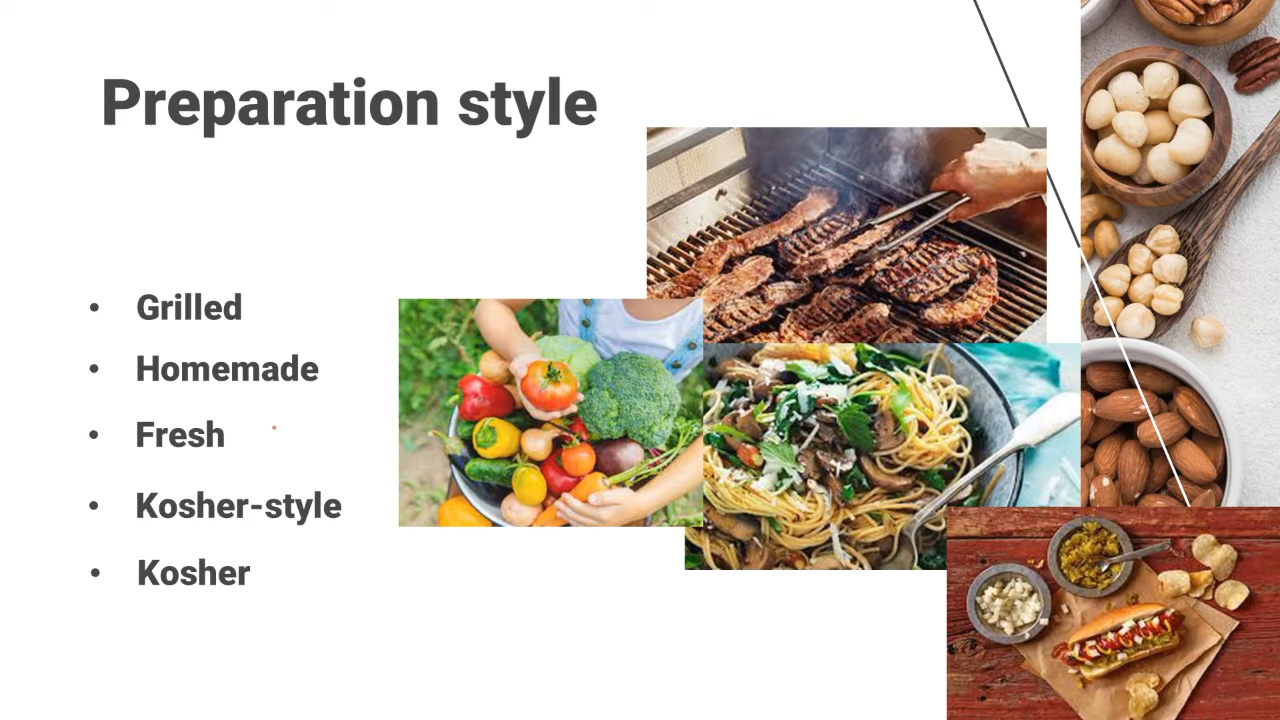 Preparation style
• Grilled
• Homemade
• Fresh
• Kosher-style
• Kosher